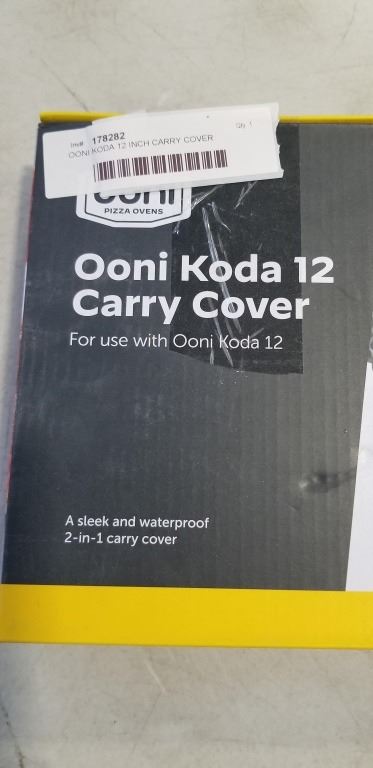 Inv# 178282 Qty. 1
OONI KODA 12 INCH CARRY COVER
ooni
PIZZA OVENS
Ooni Koda 12
Carry Cover
For use with Ooni Koda 12
A sleek and waterproof
2-in-1 carry cover